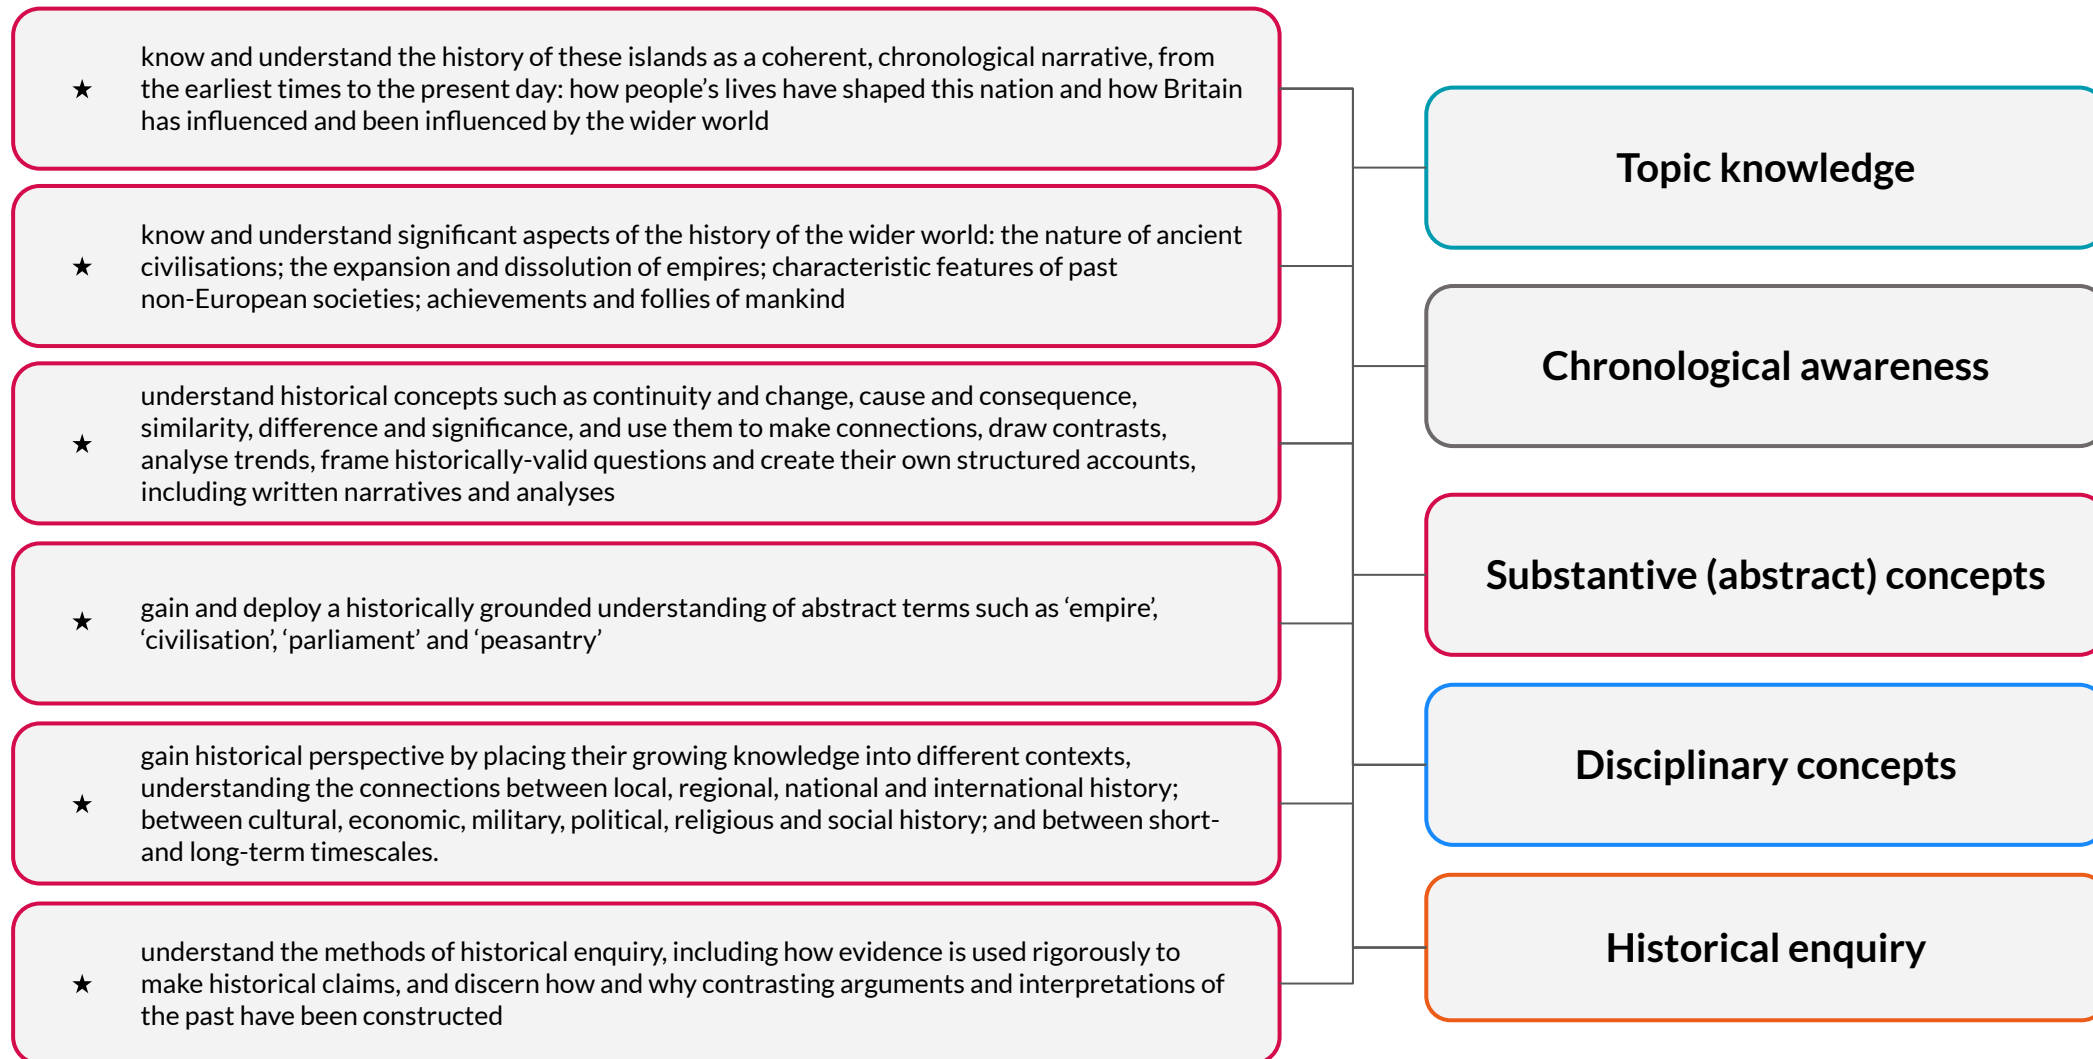 ★ know and understand the history of these islands as a coherent, chronological narrative, from
the earliest times to the present day: how people’s lives have shaped this nation and how Britain
has influenced and been influenced by the wider world
★ know and understand significant aspects of the history of the wider world: the nature of ancient
civilisations; the expansion and dissolution of empires; characteristic features of past
non-European societies; achievements and follies of mankind
★ understand historical concepts such as continuity and change, cause and consequence,
similarity, difference and significance, and use them to make connections, draw contrasts,
analyse trends, frame historically-valid questions and create their own structured accounts,
including written narratives and analyses
★ gain and deploy a historically grounded understanding of abstract terms such as ‘empire’,
‘civilisation’, ‘parliament’ and ‘peasantry’
★ gain historical perspective by placing their growing knowledge into different contexts,
understanding the connections between local, regional, national and international history;
between cultural, economic, military, political, religious and social history; and between short-
and long-term timescales.
★ understand the methods of historical enquiry, including how evidence is used rigorously to
make historical claims, and discern how and why contrasting arguments and interpretations of
the past have been constructed
Topic knowledge
Chronological awareness
Substantive (abstract) concepts
Disciplinary concepts
Historical enquiry